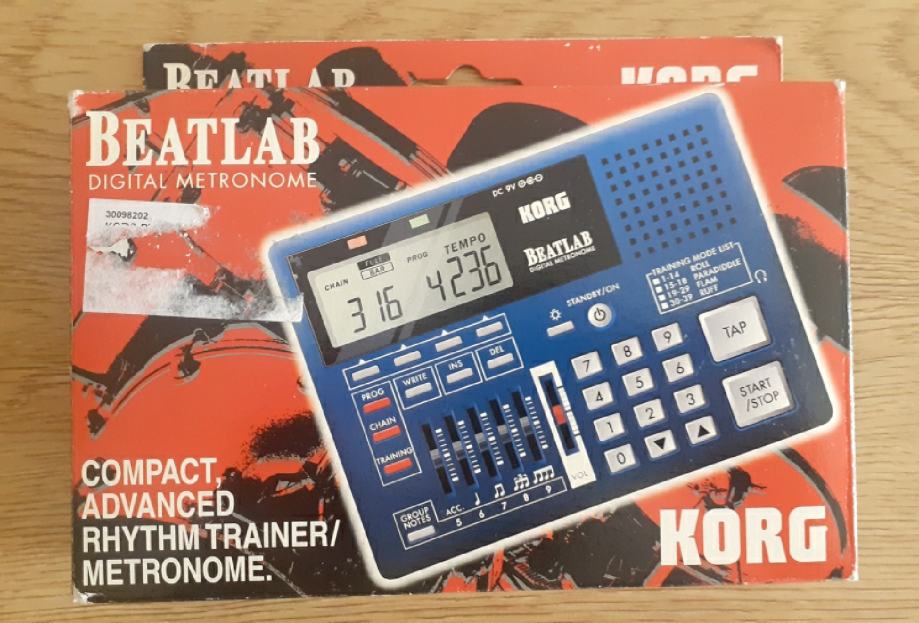 BEATLAB
KORG
BEATLAB
DIGITAL METRONOME
30098202
DC 9V
KORG
BEATLAB
DIGITAL METRONOME
CHAIN
FULL
BAR
PROG
TEMPO
316 4236
TRAINING MODE LIST
1-14 ROLL
15-18 PARADIDDLE
19-29 FLAM
30-39 RUFF
STANDBY/ON
TAP
START
/STOP
PROG
WRITE
INS
DEL
CHAIN
TRAINING
7 8 9
4 5 6
1 2 3
0
VOL
GROUP
NOTES
ACC.
5 6 7 8 9
COMPACT,
ADVANCED
RHYTHM TRAINER/
METRONOME.
KORG